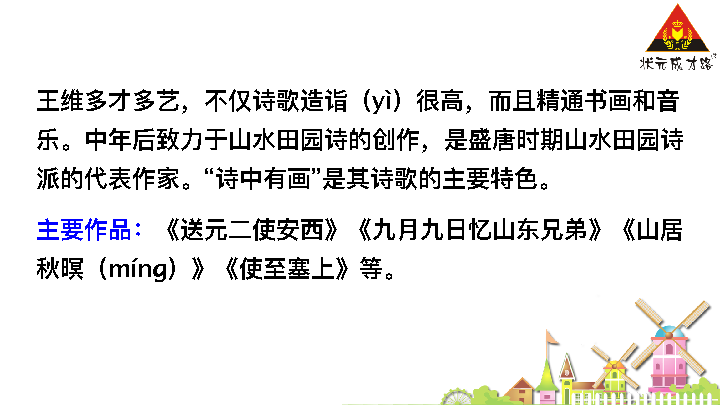 状元成才路
王维多才多艺，不仅诗歌造诣（yì）很高，而且精通书画和音
乐。中年后致力于山水田园诗的创作，是盛唐时期山水田园诗
派的代表作家。“诗中有画”是其诗歌的主要特色。
主要作品：《送元二使安西》《九月九日忆山东兄弟》《山居
秋暝（míng）》《使至塞上》等。